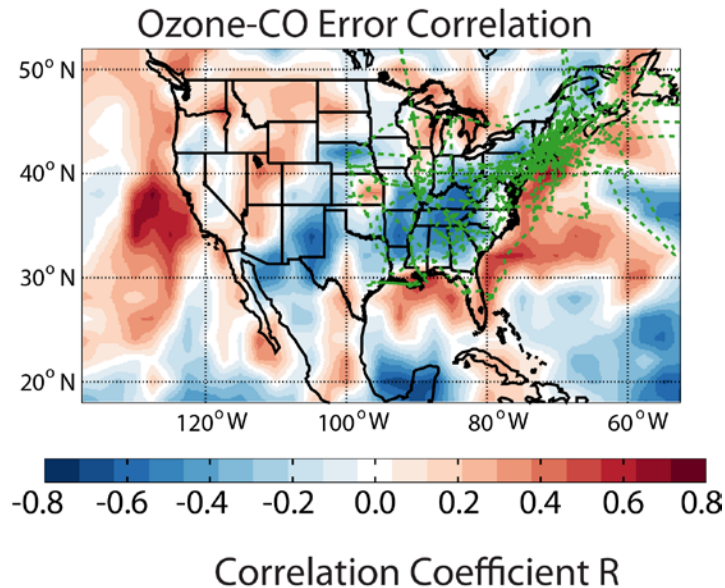 Ozone-CO Error Correlation
50° N
40° N
30° N
20° N
120°W 100°W 80°W 60°W
-0.8 -0.6 -0.4 -0.2 0.0 0.2 0.4 0.6 0.8
Correlation Coefficient R